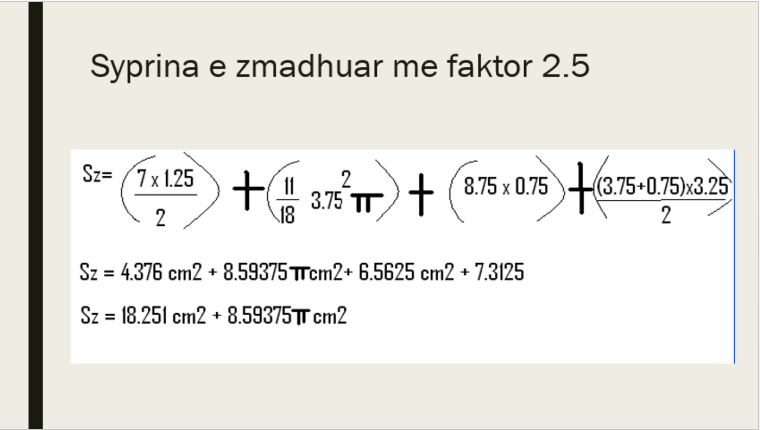 Syprina e zmadhuar me faktor 2.5
Sz= (7 x 1.25 / 2) + (11/18 3.75² π) + (8.75 x 0.75) + ((3.75+0.75)x3.25 / 2)
Sz = 4.376 cm2 + 8.59375πcm2+ 6.5625 cm2 + 7.3125
Sz = 18.251 cm2 + 8.59375π cm2